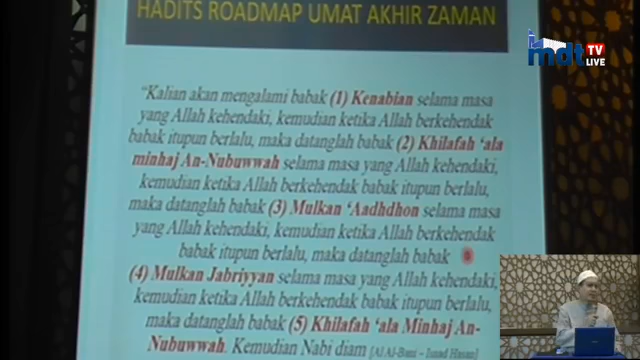 HADITS ROADMAP UMAT AKHIR ZAMAN
mdt TV
LIVE
"Kalian akan mengalami babak (1) Kenabian selama masa
yang Allah kehendaki, kemudian ketika Allah berkehendak
babak itupun berlalu, maka datanglah babak (2) Khilafah 'ala
minhaj An-Nubuwwah selama masa yang Allah kehendaki,
kemudian ketika Allah berkehendak babak itupun berlalu,
maka datanglah babak (3) Mulkan 'Aadhdhon selama masa
yang Allah kehendaki, kemudian ketika Allah berkehendak
babak itupun berlalu, maka datanglah babak
(4) Mulkan Jabriyyan selama masa yang Allah kehendaki,
kemudian ketika Allah berkehendak babak itupun berlalu,
maka datanglah babak (5) Khilafah 'ala Minhaj An-
Nubuwwah. Kemudian Nabi diam [Al Al-Bani – Isnad Hasan]